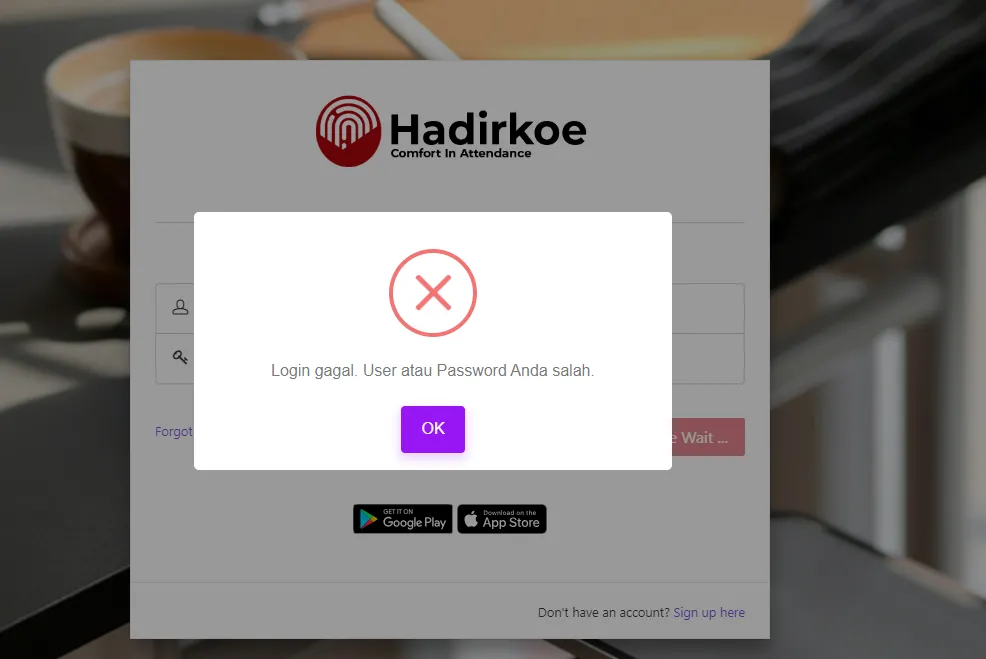 Hadirkoe
Comfort In Attendance
Login gagal. User atau Password Anda salah.
OK
Forgot
Wait ...
GET IT ON
Google Play
Download on the
App Store
Don't have an account? Sign up here